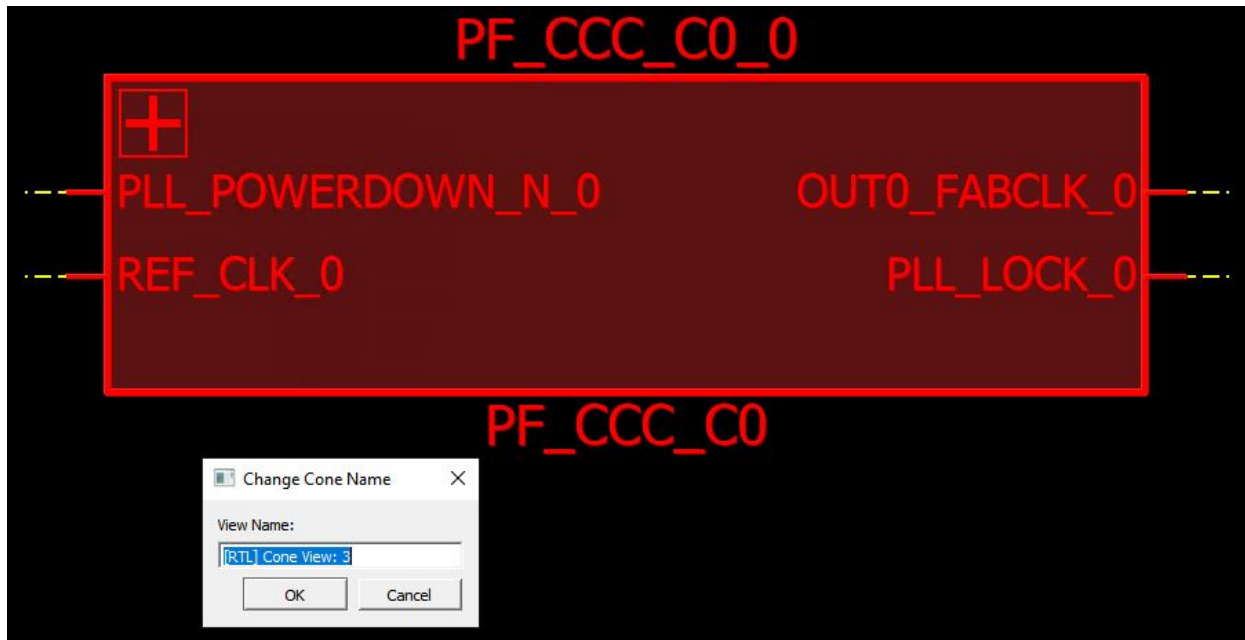 PF_CCC_C0_0
PLL_POWERDOWN_N_0 OUT0_FABCLK_0
REF_CLK_0 PLL_LOCK_0
PF_CCC_C0
Change Cone Name
View Name:
[RTL] Cone View: 3
OK Cancel